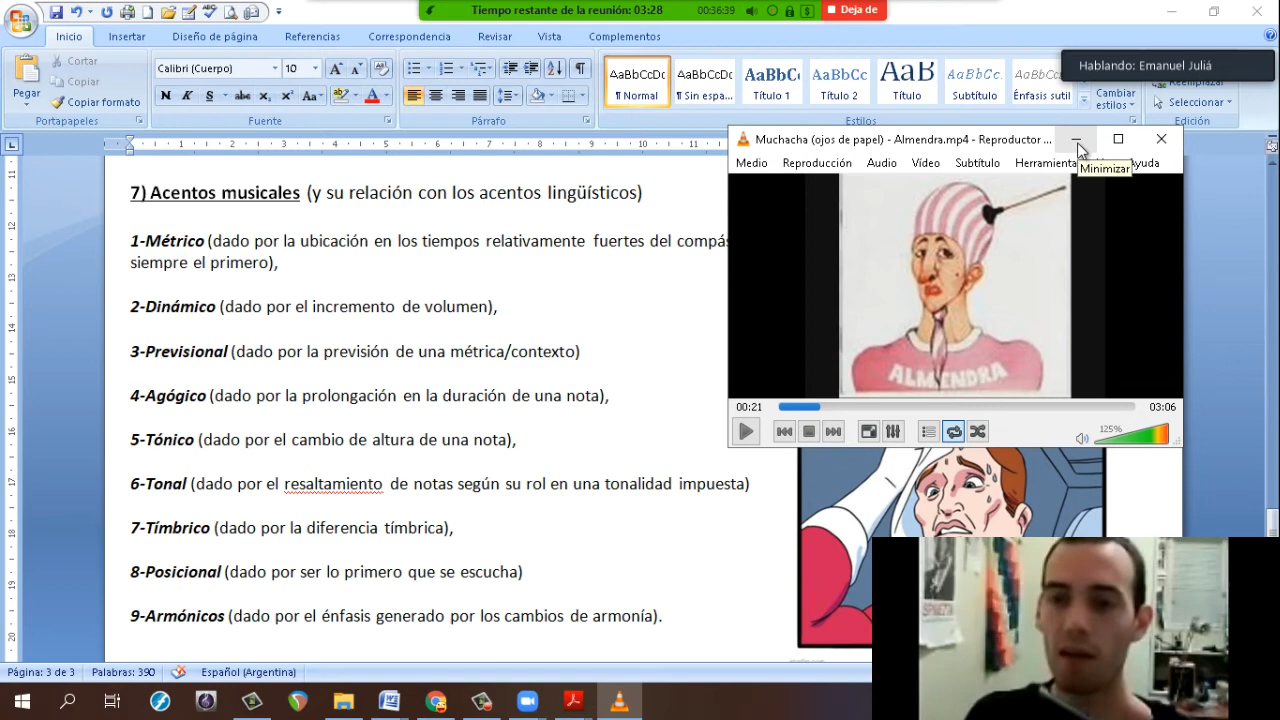 Tiempo restante de la reunión: 03:28
00:36:39
Deja de
Inicio
Insertar
Diseño de página
Referencias
Correspondencia
Revisar
Vista
Complementos
Pegar
Cortar
Copiar
Copiar formato
Portapapeles
Calibri (Cuerpo)
10
Fuente
Párrafo
AaBbCcDc
¶ Normal
AaBbCcDc
¶ Sin espa...
AaBbCc
Título 1
AaBbCc
Título 2
AaB
Título
AaBbCc.
Subtítulo
AaBbCcDc
Énfasis sutil
Estilos
Cambiar
estilos
Reemplazar
Seleccionar
Edición
Hablando: Emanuel Juliá
7) Acentos musicales (y su relación con los acentos lingüísticos)
1-Métrico (dado por la ubicación en los tiempos relativamente fuertes del compás
siempre el primero),
2-Dinámico (dado por el incremento de volumen),
3-Previsional (dado por la previsión de una métrica/contexto)
4-Agógico (dado por la prolongación en la duración de una nota),
5-Tónico (dado por el cambio de altura de una nota),
6-Tonal (dado por el resaltamiento de notas según su rol en una tonalidad impuesta)
7-Tímbrico (dado por la diferencia tímbrica),
8-Posicional (dado por ser lo primero que se escucha)
9-Armónicos (dado por el énfasis generado por los cambios de armonía).
Muchacha (ojos de papel) - Almendra.mp4 - Reproductor ...
Medio
Reproducción
Audio
Vídeo
Subtítulo
Herramienta
yuda
Minimizar
ALMENDRA
00:21
03:06
125%
SPINETTA
Página: 3 de 3
Palabras: 390
Español (Argentina)